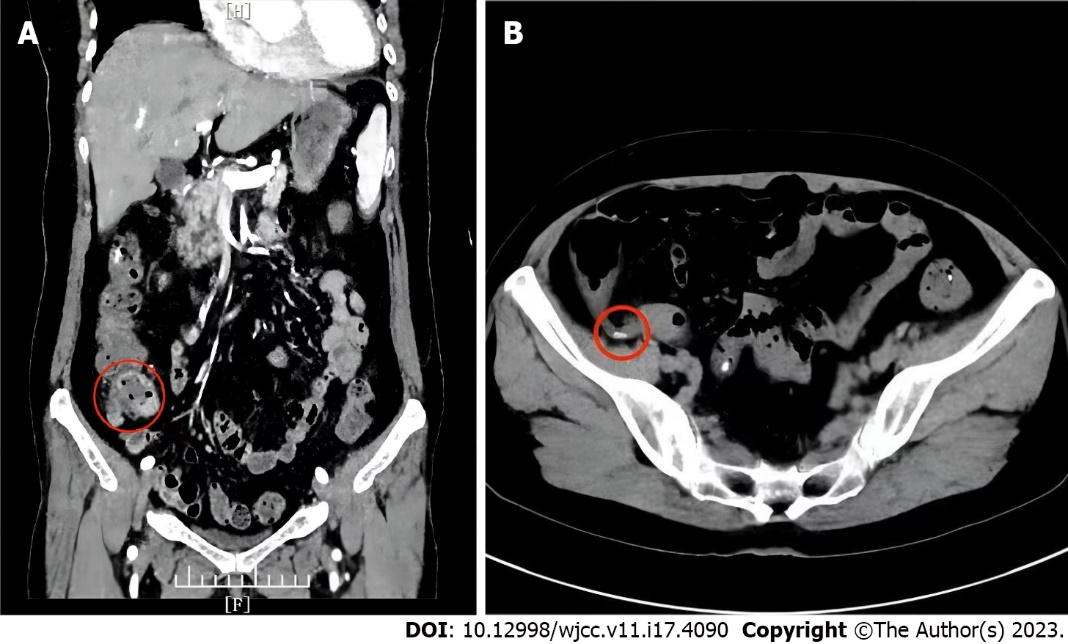 A
[H]
B
[F]
DOI: 10.12998/wjcc.v11.i17.4090 Copyright ©The Author(s) 2023.